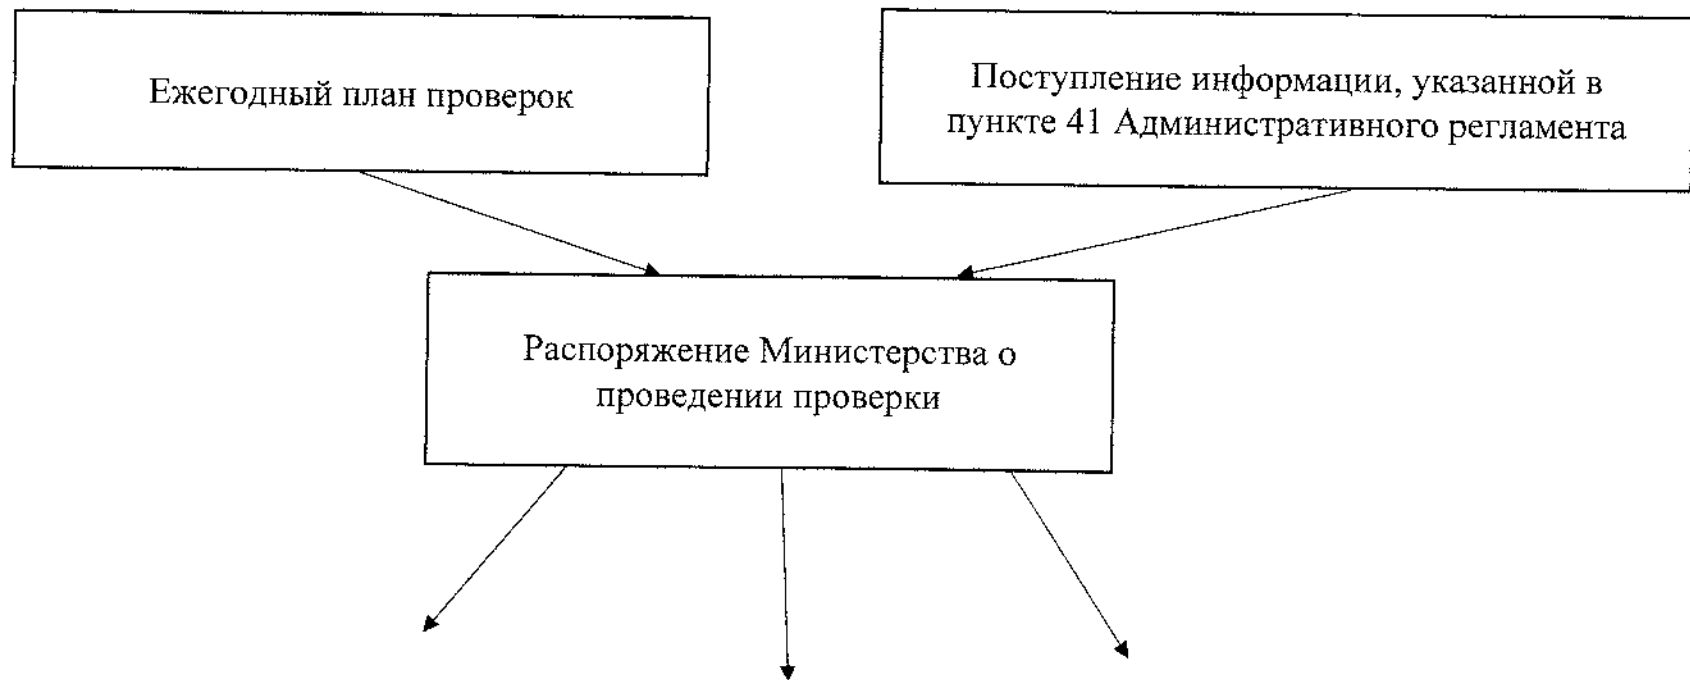 Ежегодный план проверок
Поступление информации, указанной в
пункте 41 Административного регламента
Распоряжение Министерства о
проведении проверки